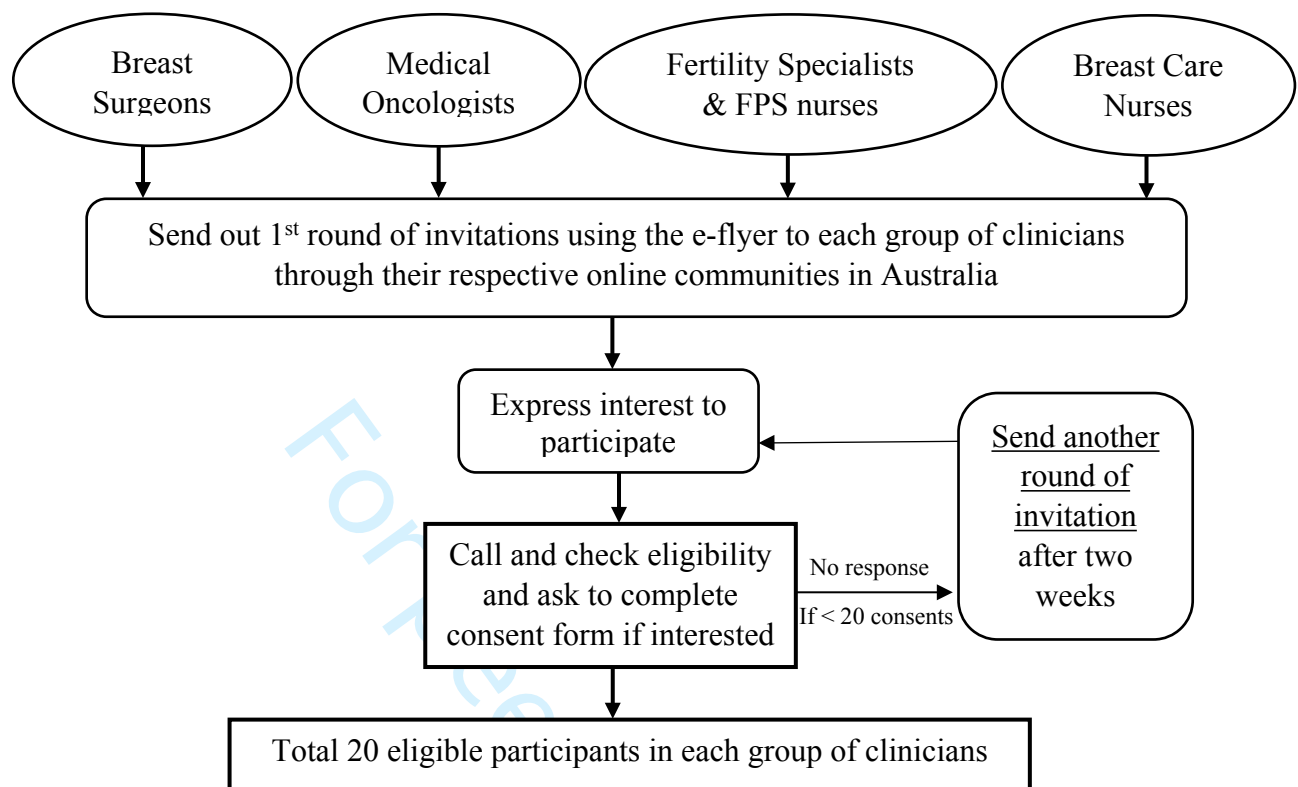 Breast
Surgeons
Medical
Oncologists
Fertility Specialists
& FPS nurses
Breast Care
Nurses
Send out 1st round of invitations using the e-flyer to each group of clinicians
through their respective online communities in Australia
Express interest to
participate
Send another
round of
invitation
after two
weeks
Call and check eligibility
and ask to complete
consent form if interested
No response
If < 20 consents
Total 20 eligible participants in each group of clinicians
For